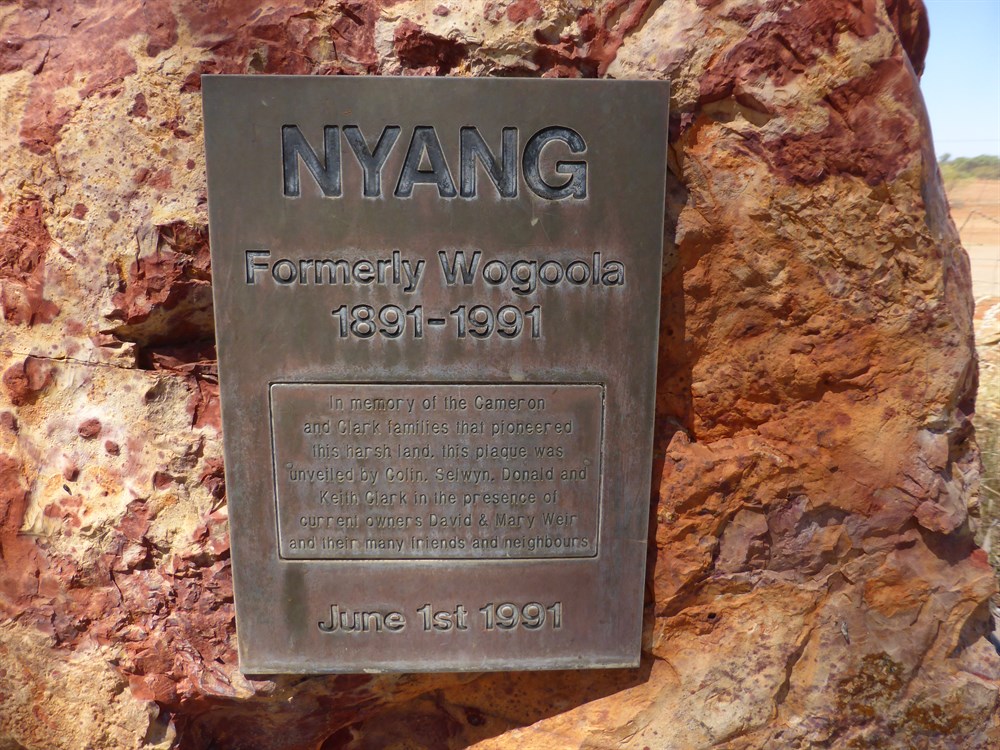 NYANG
Formerly Wogoola
1891-1991
In memory of the Cameron
and Clark families that pioneered
this harsh land, this plaque was
unveiled by Colin, Selwyn, Donald and
Keith Clark in the presence of
current owners David & Mary Weir
and their many friends and neighbours
June 1st 1991